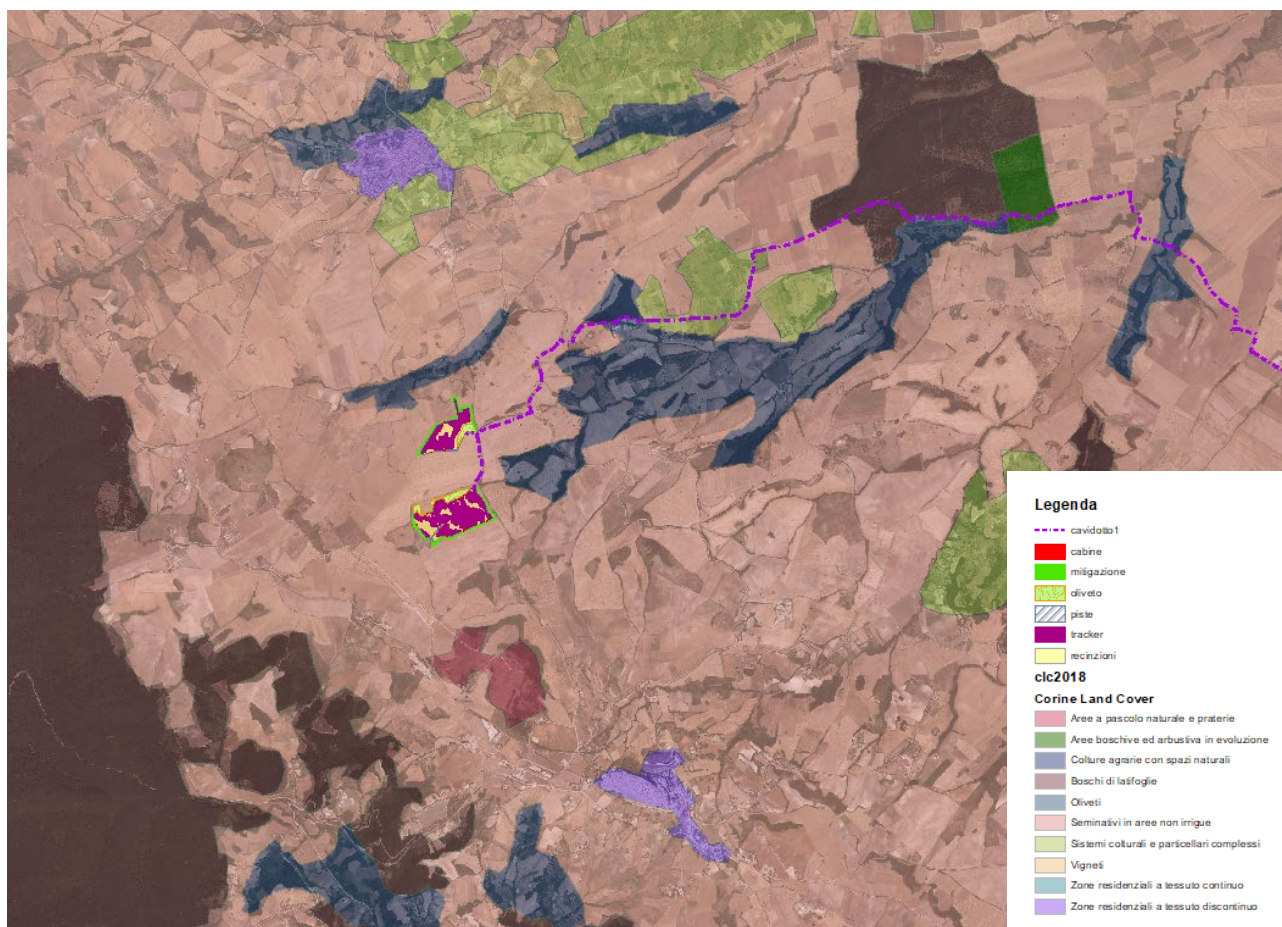 Legenda
cavidotto1
cabine
mitigazione
oliveto
piste
tracker
recinzioni
clc2018
Corine Land Cover
Aree a pascolo naturale e praterie
Aree boschive ed arbustiva in evoluzione
Colture agrarie con spazi naturali
Boschi di latifoglie
Oliveti
Seminativi in aree non irrigue
Sistemi colturali e particellari complessi
Vigneti
Zone residenziali a tessuto continuo
Zone residenziali a tessuto discontinuo